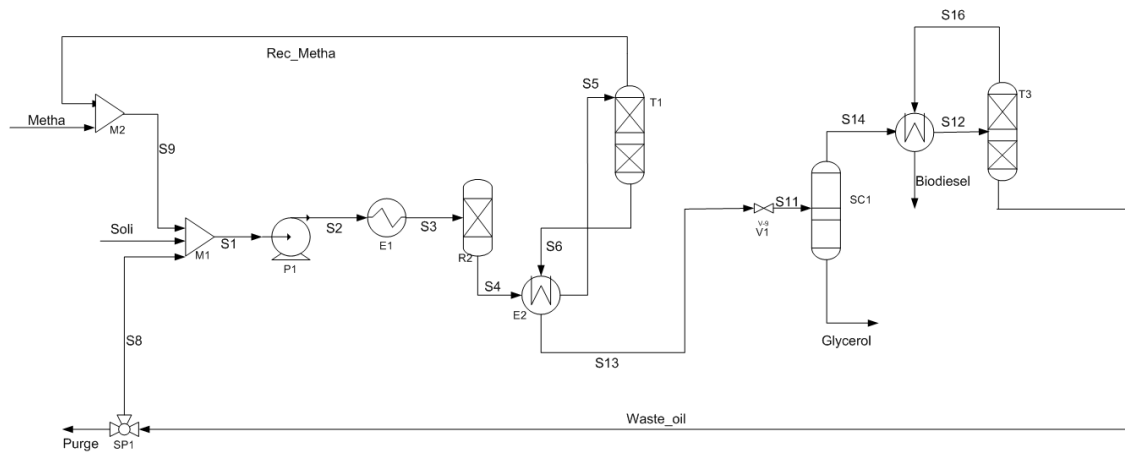 S16
Rec_Metha
S5
T1
T3
Metha
M2
S14
S12
S9
Biodiesel
SC1
S11
V-9
V1
Soli
S1
M1
S2
P1
S3
E1
R2
S6
S4
E2
S13
Glycerol
S8
Waste_oil
Purge
SP1